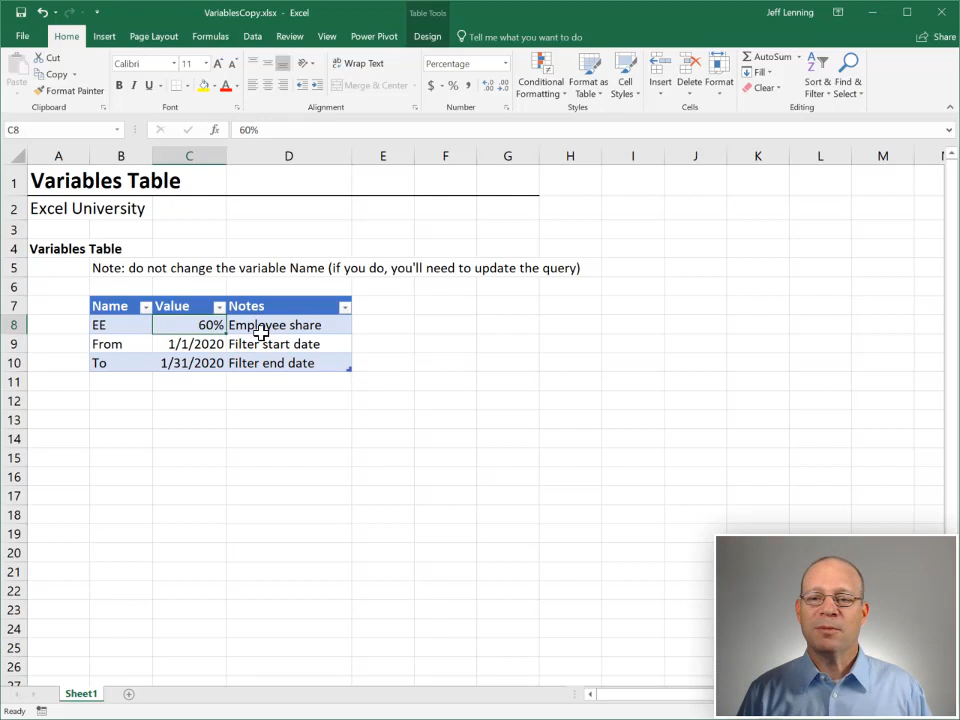 VariablesCopy.xlsx - Excel
Table Tools
Jeff Lenning
File Home Insert Page Layout Formulas Data Review View Power Pivot Design Tell me what you want to do Share
Paste
Cut
Copy
Format Painter
Clipboard
Calibri 11
B I U
Font
Wrap Text
Merge & Center
Alignment
Percentage
$ % ,
Number
Conditional Formatting
Format as Table
Cell Styles
Styles
Insert Delete Format
Cells
AutoSum
Fill
Clear
Sort & Filter
Find & Select
Editing
C8 fx 60%
A B C D E F G H I J K L M N
1 Variables Table
2 Excel University
3
4 Variables Table
5 Note: do not change the variable Name (if you do, you'll need to update the query)
6
7 Name Value Notes
8 EE 60% Employee share
9 From 1/1/2020 Filter start date
10 To 1/31/2020 Filter end date
11
12
13
14
15
16
17
18
19
20
21
22
23
24
25
26
27
Sheet1
Ready